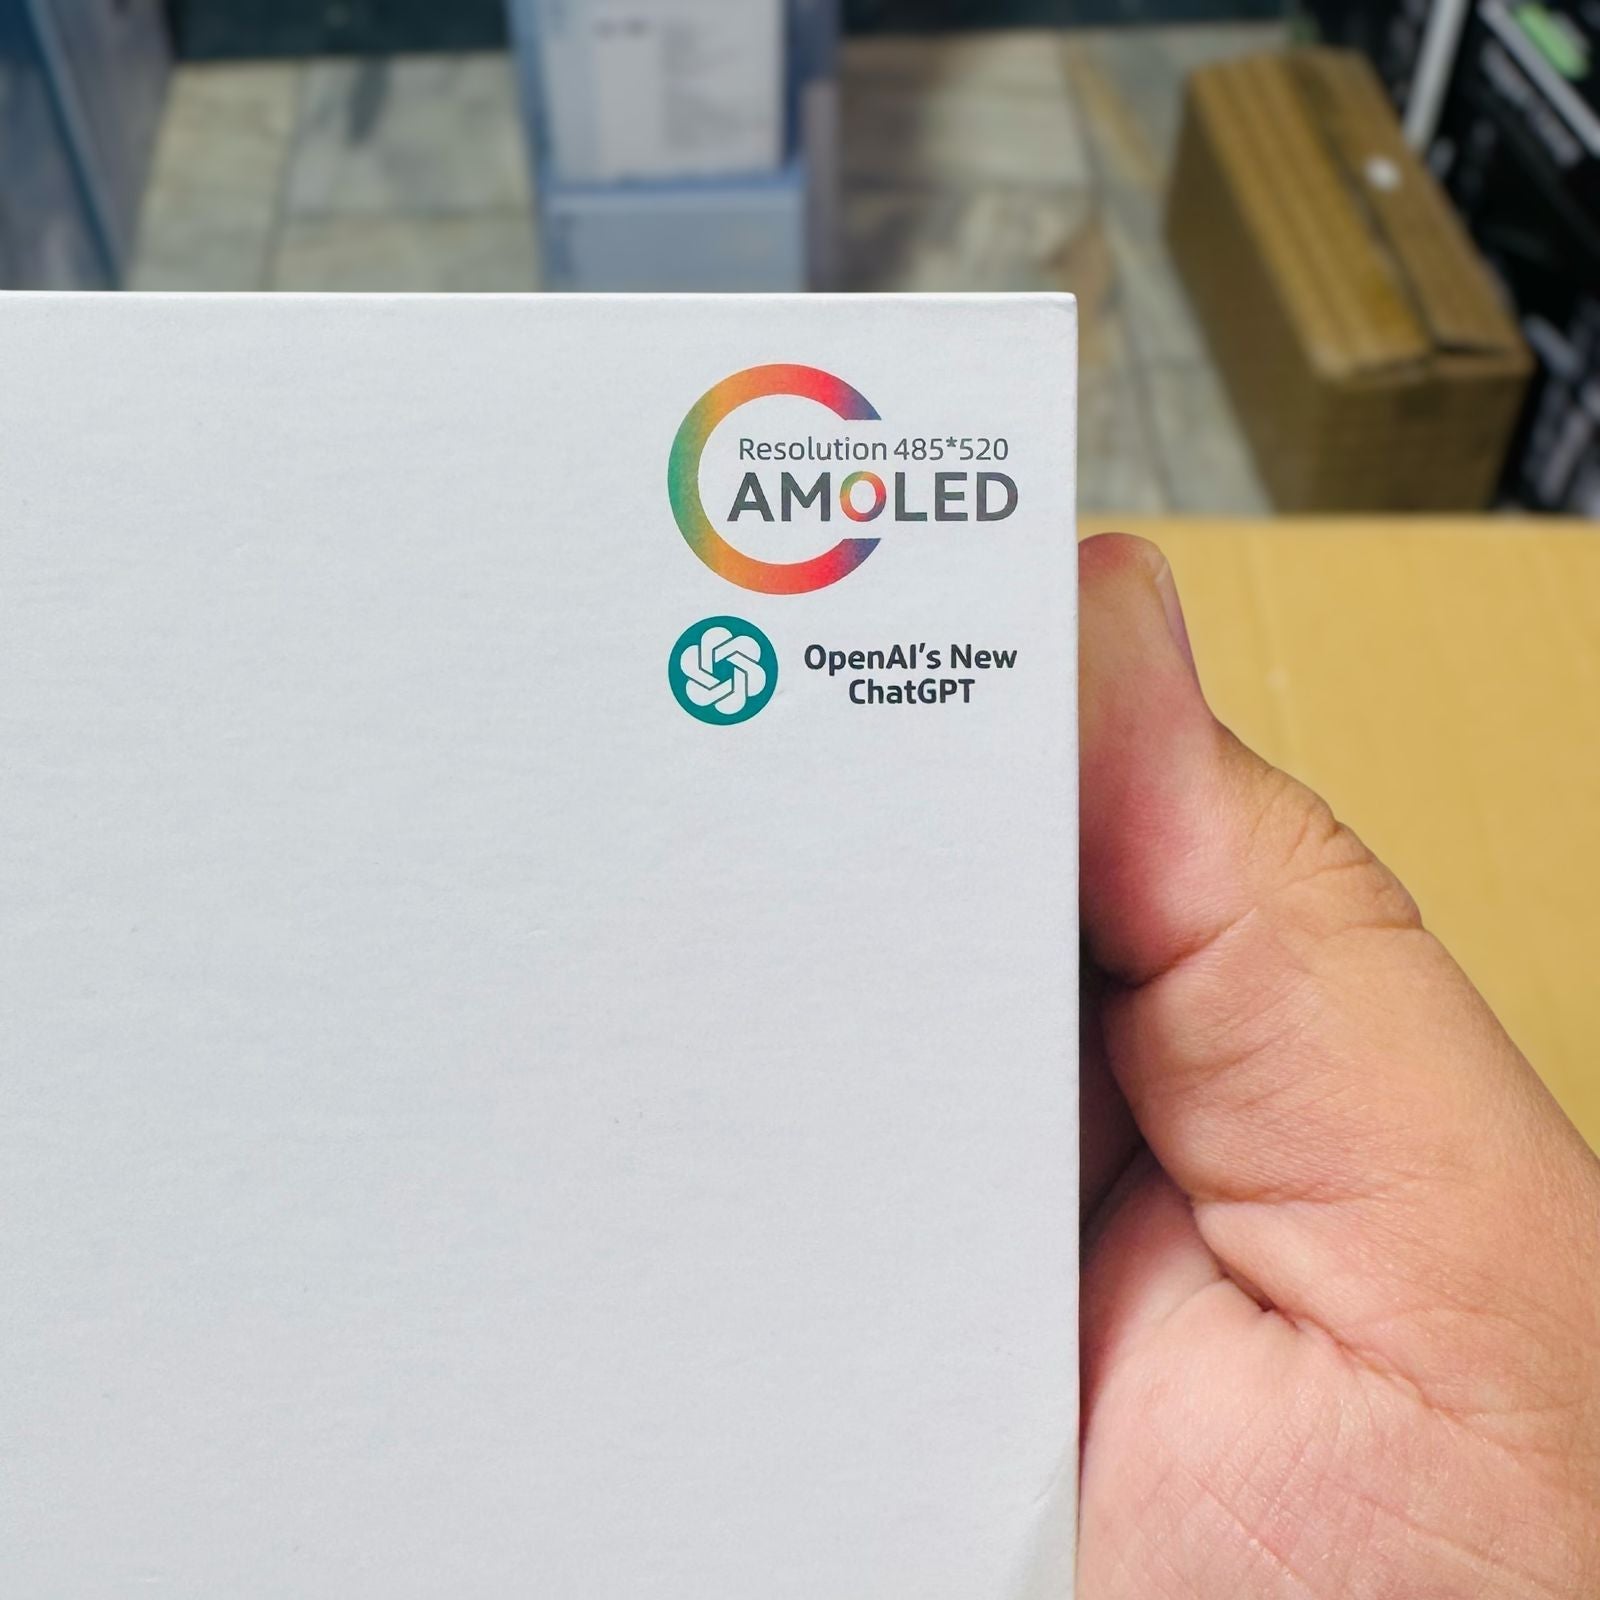 Resolution 485*520
AMOLED
OpenAI's New
ChatGPT